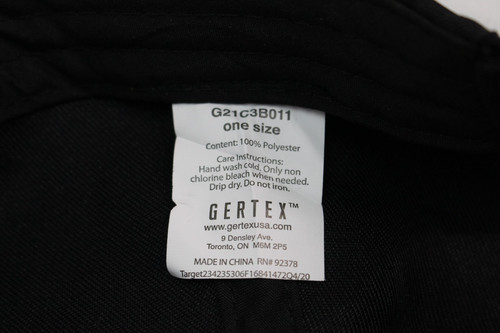 G21C3B011
one size
Content: 100% Polyester
Care Instructions:
Hand wash cold. Only non
chlorine bleach when needed.
Drip dry. Do not iron.
GERTEX™
www.gertexusa.com
9 Densley Ave.
Toronto, ON M6M 2P5
MADE IN CHINA RN# 92378
Target234235306F16841472Q4/20